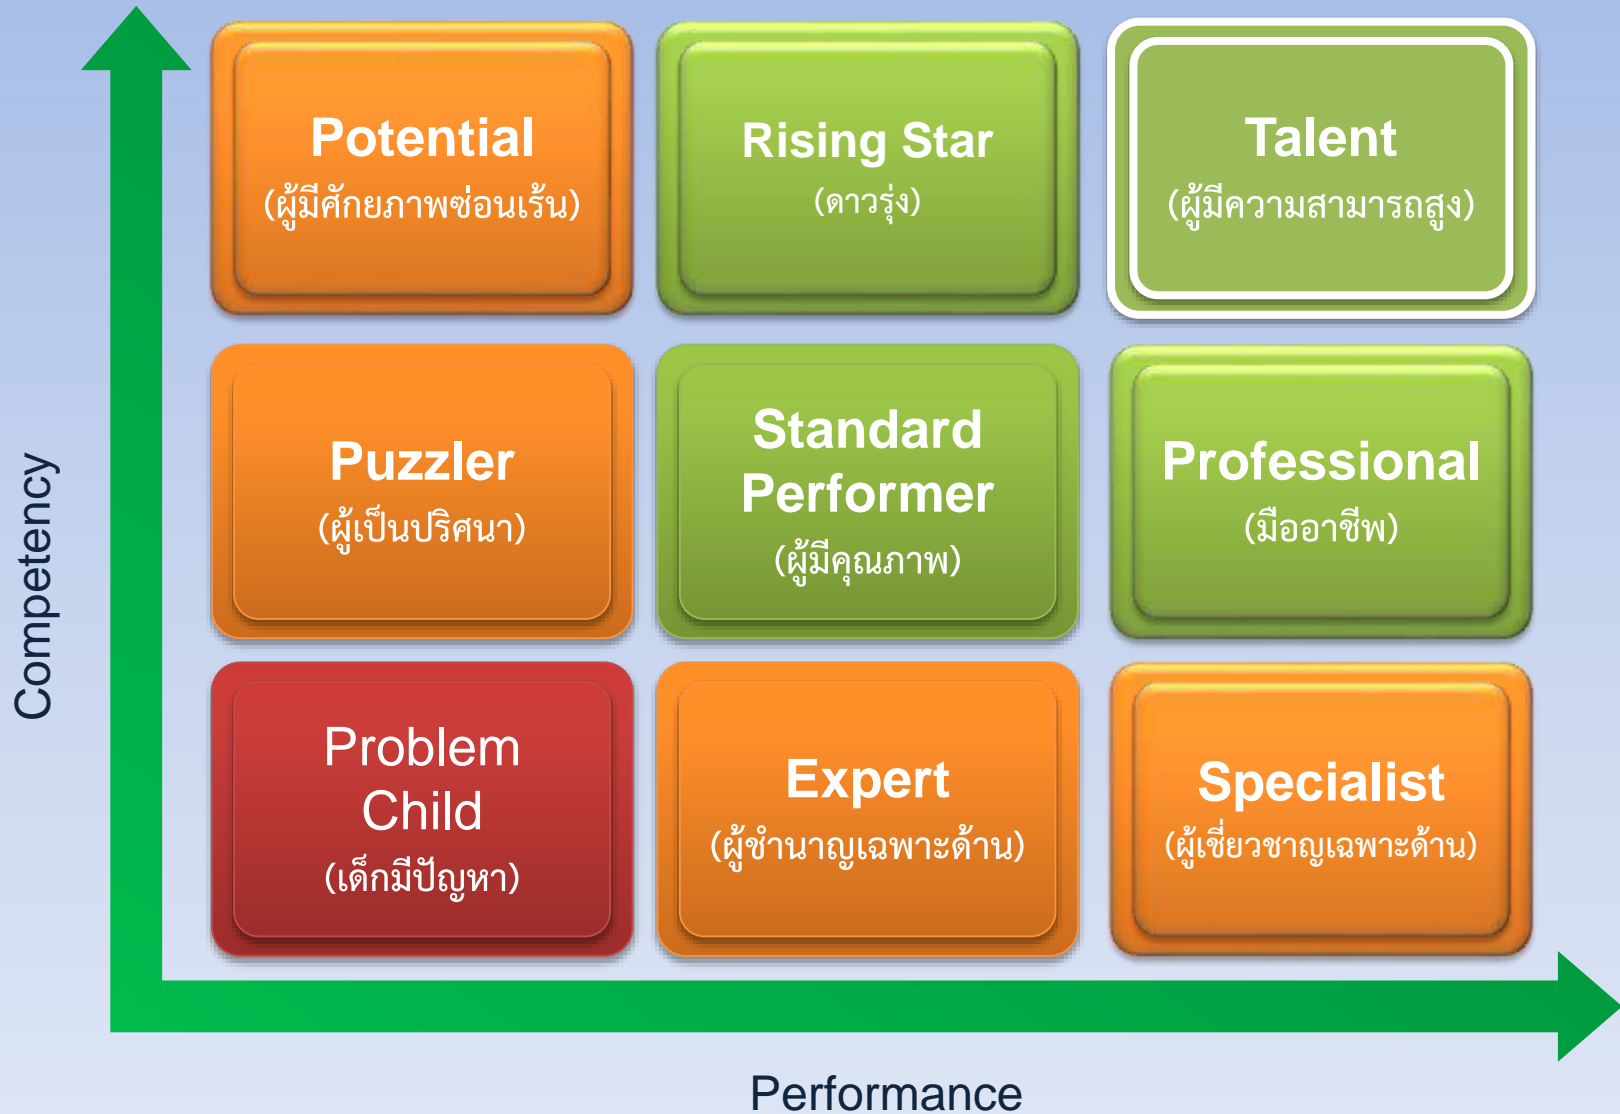 Potential
(ผู้มีศักยภาพซ่อนเร้น)
Rising Star
(ดาวรุ่ง)
Talent
(ผู้มีความสามารถสูง)
Competency
Puzzler
(ผู้เป็นปริศนา)
Standard
Performer
(ผู้มีคุณภาพ)
Professional
(มืออาชีพ)
Problem
Child
(เด็กมีปัญหา)
Expert
(ผู้ชำนาญเฉพาะด้าน)
Specialist
(ผู้เชี่ยวชาญเฉพาะด้าน)
Performance